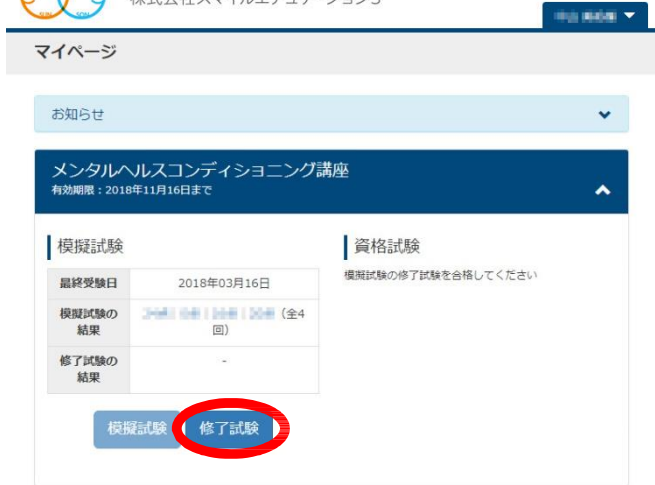 マイページ
お知らせ
メンタルヘルスコンディショニング講座
有効期限：2018年11月16日まで
模擬試験
最終受験日
2018年03月16日
模擬試験の
結果
（全4
回）
修了試験の
結果
-
模擬試験
修了試験
資格試験
模擬試験の修了試験を合格してください